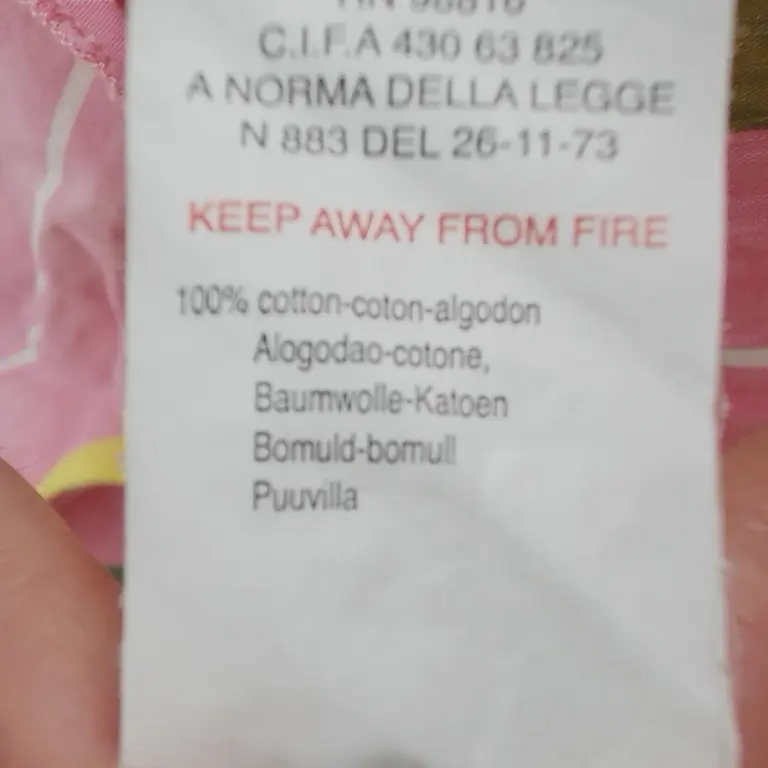 C.I.F.A 430 63 825
A NORMA DELLA LEGGE
N 883 DEL 26-11-73
KEEP AWAY FROM FIRE
100% cotton-coton-algodon
Alogodao-cotone,
Baumwolle-Katoen
Bomuld-bomull
Puuvilla